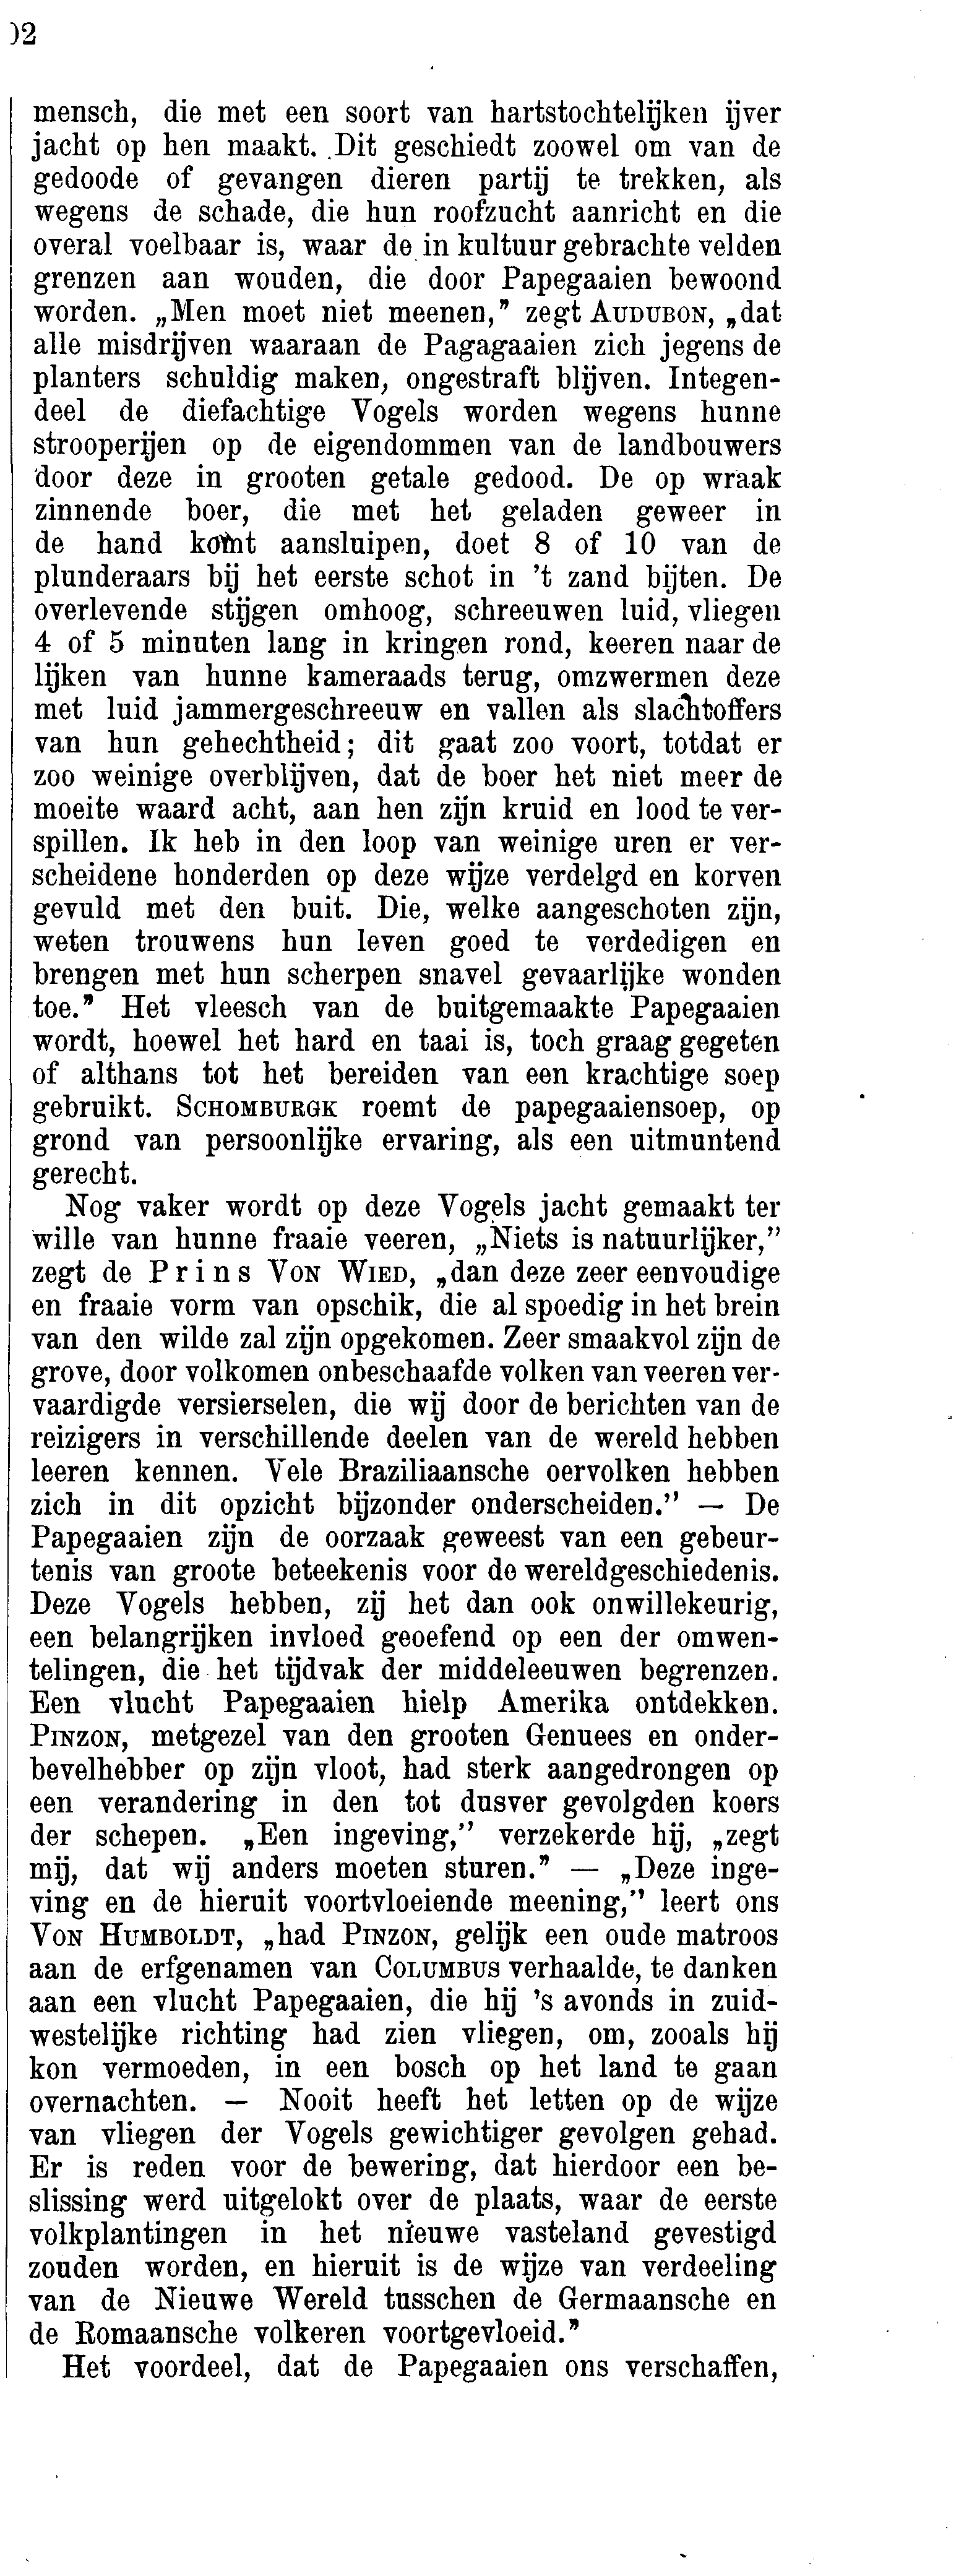 )2
mensch, die met een soort van hartstochtelijken ijver
jacht op hen maakt. Dit geschiedt zoowel om van de
gedoode of gevangen dieren partij te trekken, als
wegens de schade, die hun roofzucht aanricht en die
overal voelbaar is, waar de in kultuur gebrachte velden
grenzen aan wouden, die door Papegaaien bewoond
worden. „Men moet niet meenen,” zegt AUDUBON, „dat
alle misdrijven waaraan de Pagagaaien zich jegens de
planters schuldig maken, ongestraft blijven. Integen-
deel de diefachtige Vogels worden wegens hunne
strooperijen op de eigendommen van de landbouwers
door deze in grooten getale gedood. De op wraak
zinnende boer, die met het geladen geweer in
de hand komt aansluipen, doet 8 of 10 van de
plunderaars bij het eerste schot in 't zand bijten. De
overlevende stijgen omhoog, schreeuwen luid, vliegen
4 of 5 minuten lang in kringen rond, keeren naar de
lijken van hunne kameraads terug, omzwermen deze
met luid jammergeschreeuw en vallen als slachtoffers
van hun gehechtheid; dit gaat zoo voort, totdat er
zoo weinige overblijven, dat de boer het niet meer de
moeite waard acht, aan hen zijn kruid en lood te ver-
spillen. Ik heb in den loop van weinige uren er ver-
scheidene honderden op deze wijze verdelgd en korven
gevuld met den buit. Die, welke aangeschoten zijn,
weten trouwens hun leven goed te verdedigen en
brengen met hun scherpen snavel gevaarlijke wonden
toe.” Het vleesch van de buitgemaakte Papegaaien
wordt, hoewel het hard en taai is, toch graag gegeten
of althans tot het bereiden van een krachtige soep
gebruikt. SCHOMBURGK roemt de papegaaiensoep, op
grond van persoonlijke ervaring, als een uitmuntend
gerecht.
Nog vaker wordt op deze Vogels jacht gemaakt ter
wille van hunne fraaie veeren, „Niets is natuurlijker,”
zegt de Prins VON WIED, „dan deze zeer eenvoudige
en fraaie vorm van opschik, die al spoedig in het brein
van den wilde zal zijn opgekomen. Zeer smaakvol zijn de
grove, door volkomen onbeschaafde volken van veeren ver-
vaardigde versierselen, die wij door de berichten van de
reizigers in verschillende deelen van de wereld hebben
leeren kennen. Vele Braziliaansche oervolken hebben
zich in dit opzicht bijzonder onderscheiden.” — De
Papegaaien zijn de oorzaak geweest van een gebeur-
tenis van groote beteekenis voor de wereldgeschiedenis.
Deze Vogels hebben, zij het dan ook onwillekeurig,
een belangrijken invloed geoefend op een der omwen-
telingen, die het tijdvak der middeleeuwen begrenzen.
Een vlucht Papegaaien hielp Amerika ontdekken.
PINZON, metgezel van den grooten Genuees en onder-
bevelhebber op zijn vloot, had sterk aangedrongen op
een verandering in den tot dusver gevolgden koers
der schepen. „Een ingeving,” verzekerde hij, „zegt
mij, dat wij anders moeten sturen.” — „Deze inge-
ving en de hieruit voortvloeiende meening,” leert ons
VON HUMBOLDT, „had PINZON, gelijk een oude matroos
aan de erfgenamen van COLUMBUS verhaalde, te danken
aan een vlucht Papegaaien, die hij 's avonds in zuid-
westelijke richting had zien vliegen, om, zooals hij
kon vermoeden, in een bosch op het land te gaan
overnachten. — Nooit heeft het letten op de wijze
van vliegen der Vogels gewichtiger gevolgen gehad.
Er is reden voor de bewering, dat hierdoor een be-
slissing werd uitgelokt over de plaats, waar de eerste
volkplantingen in het nieuwe vasteland gevestigd
zouden worden, en hieruit is de wijze van verdeeling
van de Nieuwe Wereld tusschen de Germaansche en
de Romaansche volkeren voortgevloeid.”
Het voordeel, dat de Papegaaien ons verschaffen,